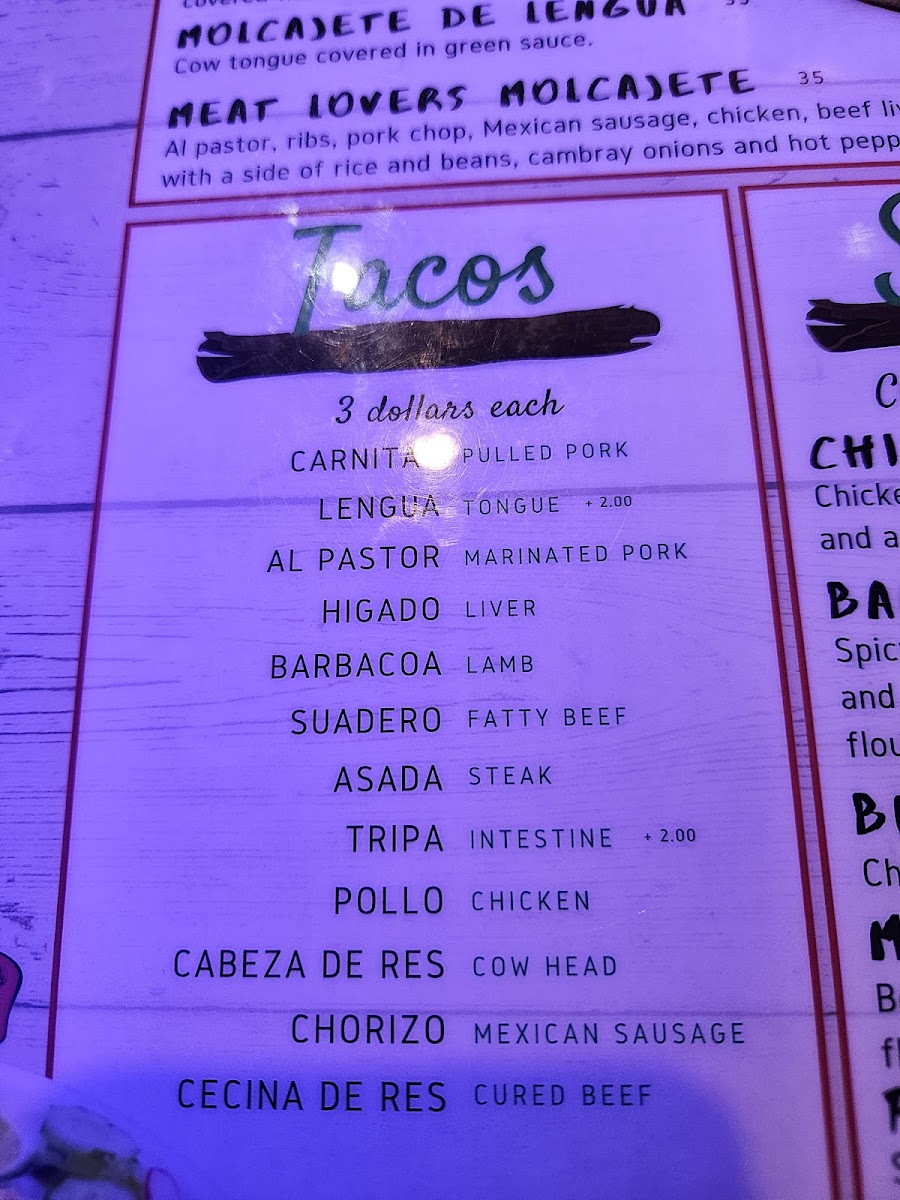 MOLCAJETE DE LENGUA
Cow tongue covered in green sauce.
MEAT LOVERS MOLCAJETE 35
Al pastor, ribs, pork chop, Mexican sausage, chicken, beef
with a side of rice and beans, cambray onions and hot
Tacos
3 dollars each
PULLED PORK
LENGUA TONGUE + 2.00
AL PASTOR MARINATED PORK
HIGADO LIVER
BARBACOA LAMB
SUADERO FATTY BEEF
ASADA STEAK
TRIPA INTESTINE + 2.00
POLLO CHICKEN
CABEZA DE RES COW HEAD
CHORIZO MEXICAN SAUSAGE
CECINA DE RES CURED BEEF
and
and